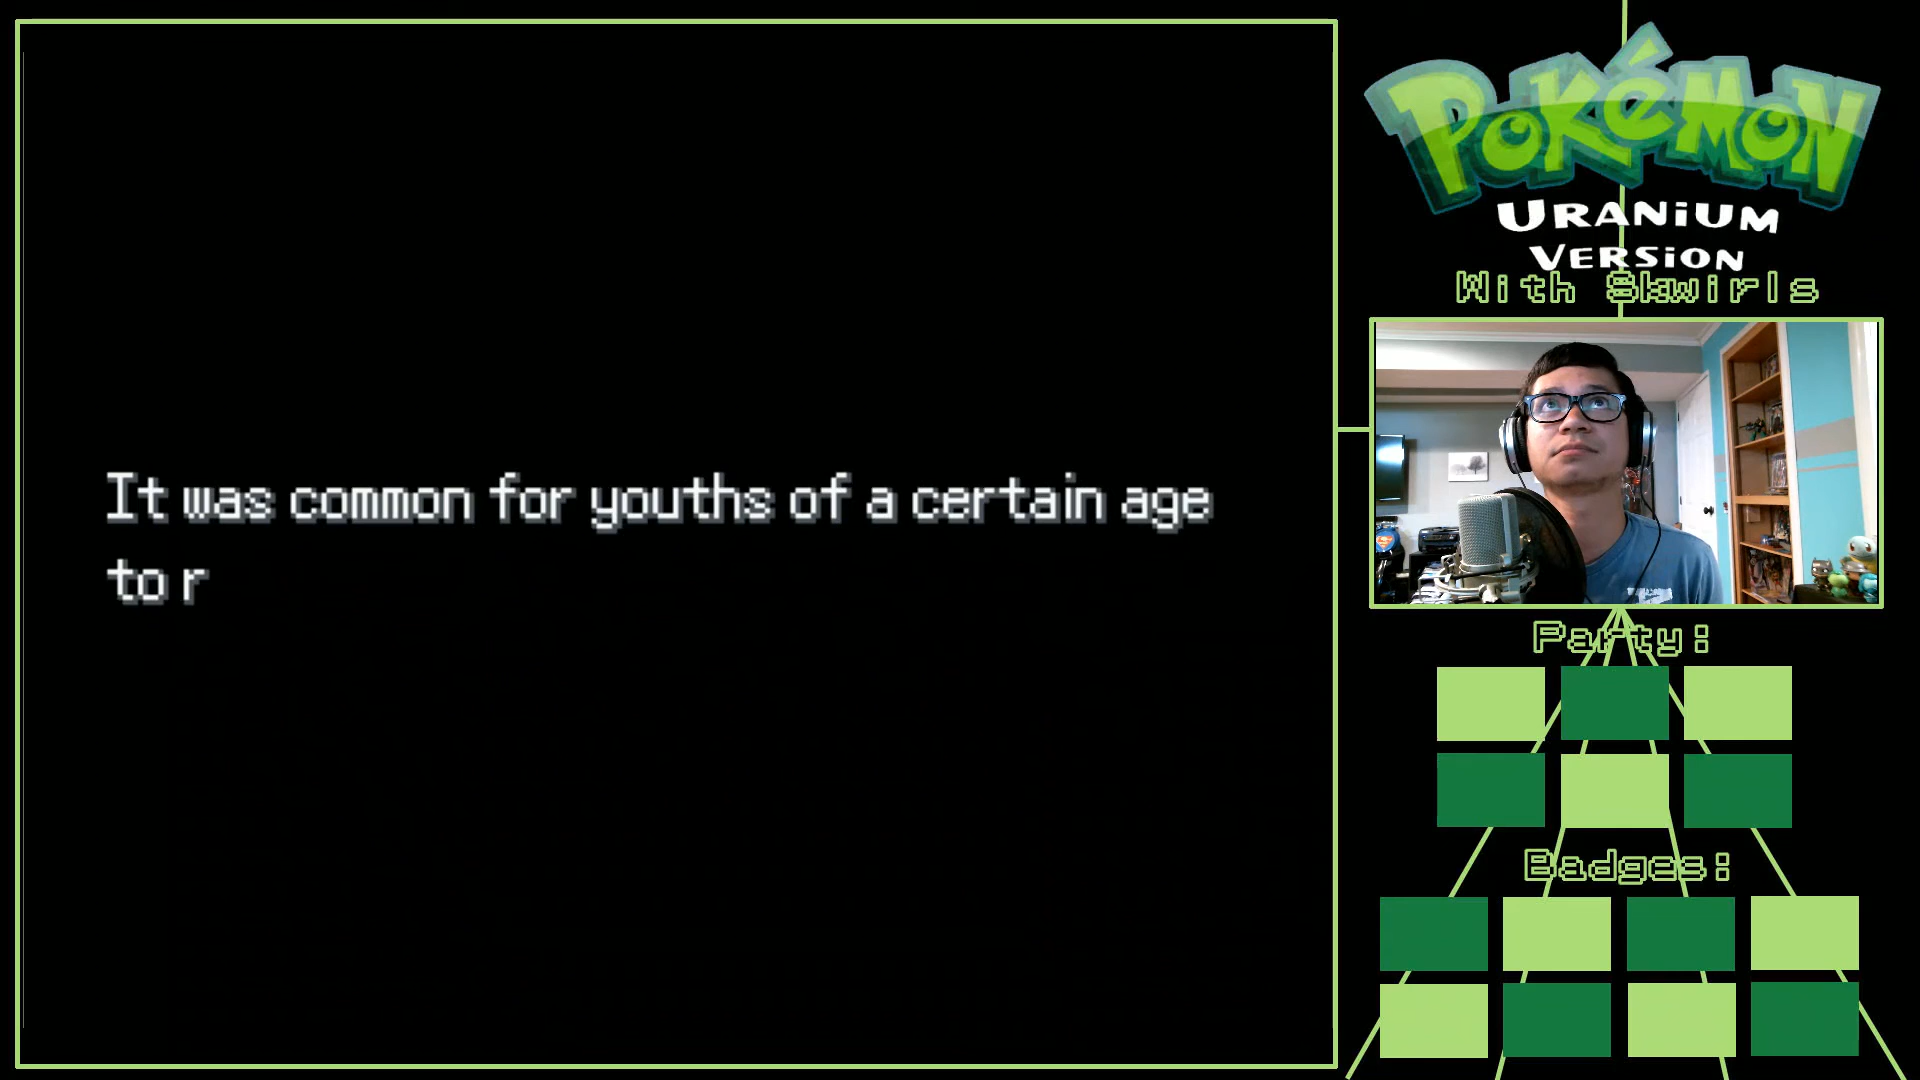 It was common for youths of a certain age
to r
POKéMON
URANiUM
VERSiON
With Skwirls
Party:
Badges: